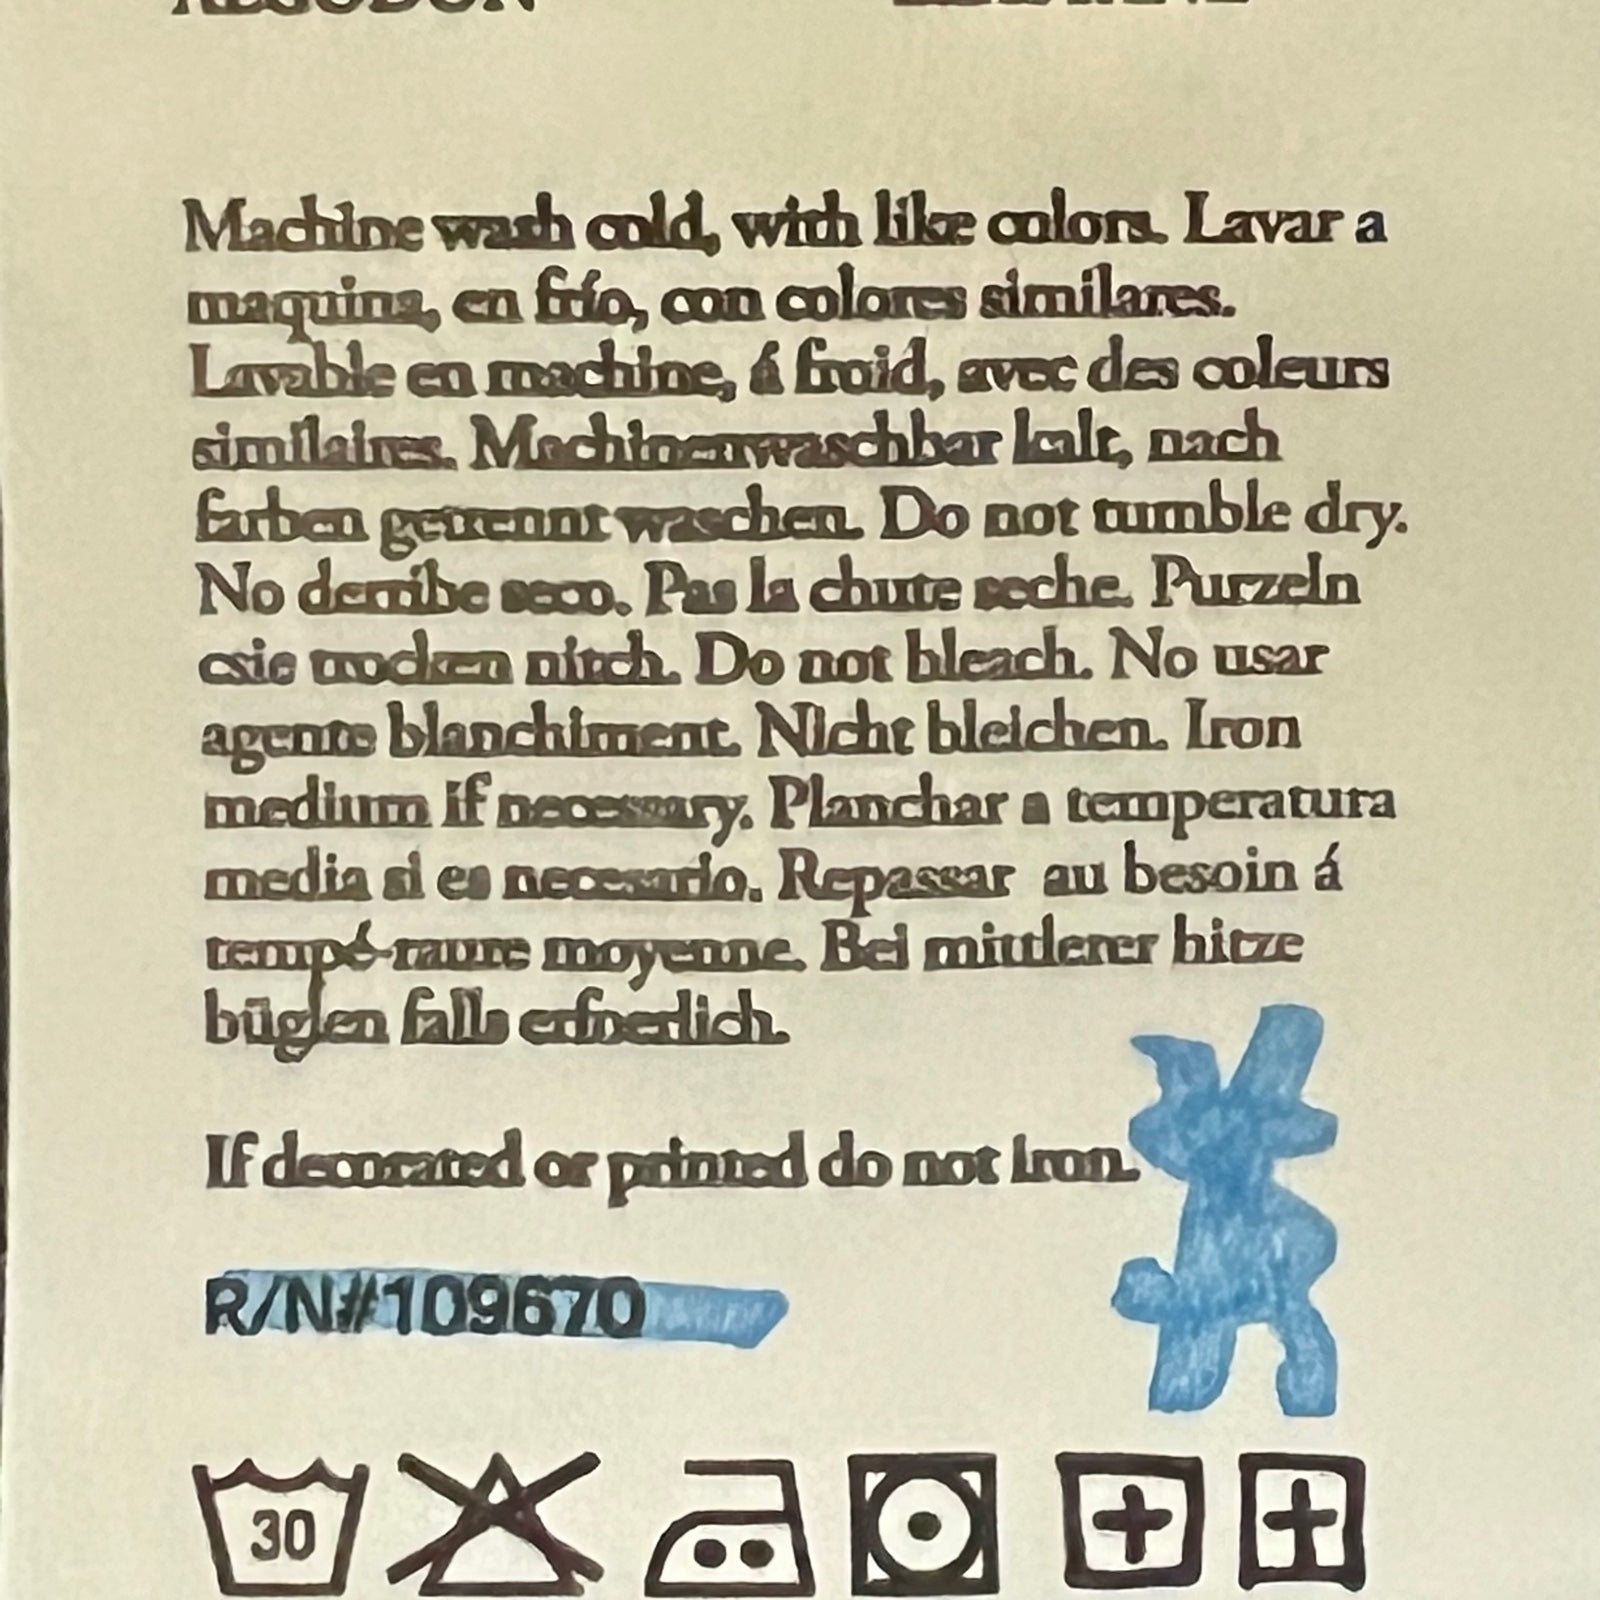 ALGODÓN
Machine wash cold, with like colors. Lavar a
maquina, en frío, con colores similares.
Lavable en machine, á froid, avec des coleurs
similaires. Machinenwaschbar kalt, nach
farben getrennt waschen. Do not tumble dry.
No derribe seco. Pas la chute seche. Purzeln
esie trocken nitch. Do not bleach. No usar
agente blanchiment. Nicht bleichen. Iron
medium if necessary. Planchar a temperatura
media si es necesario. Repassar au besoin á
tempé-raure moyenne. Bei mittlerer hitze
büglen falls erfoerlich.
If decorated or printed do not iron.
R/N#109670
30